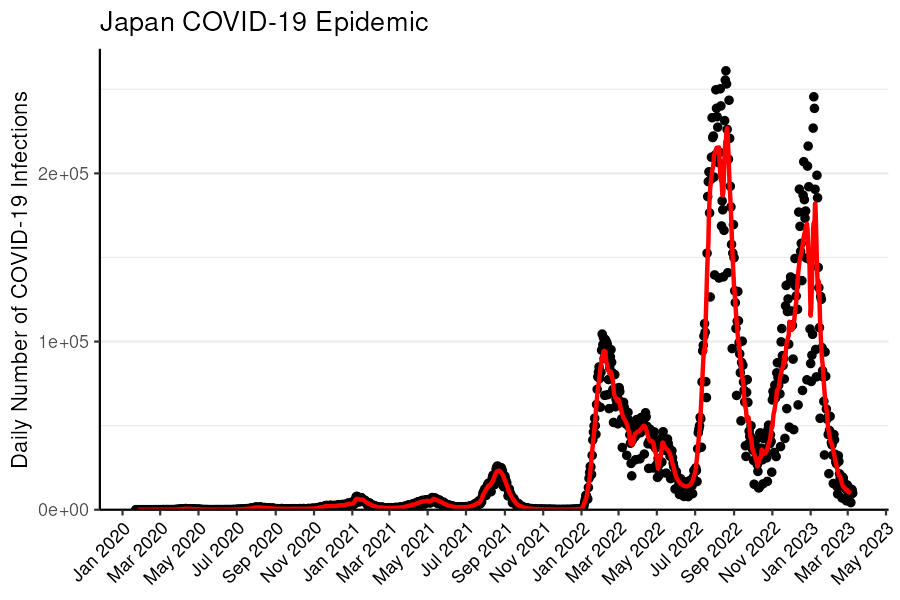 Japan COVID-19 Epidemic
Daily Number of COVID-19 Infections
2e+05
1e+05
0e+00
Jan 2020
Mar 2020
May 2020
Jul 2020
Sep 2020
Nov 2020
Jan 2021
Mar 2021
May 2021
Jul 2021
Sep 2021
Nov 2021
Jan 2022
Mar 2022
May 2022
Jul 2022
Sep 2022
Nov 2022
Jan 2023
Mar 2023
May 2023